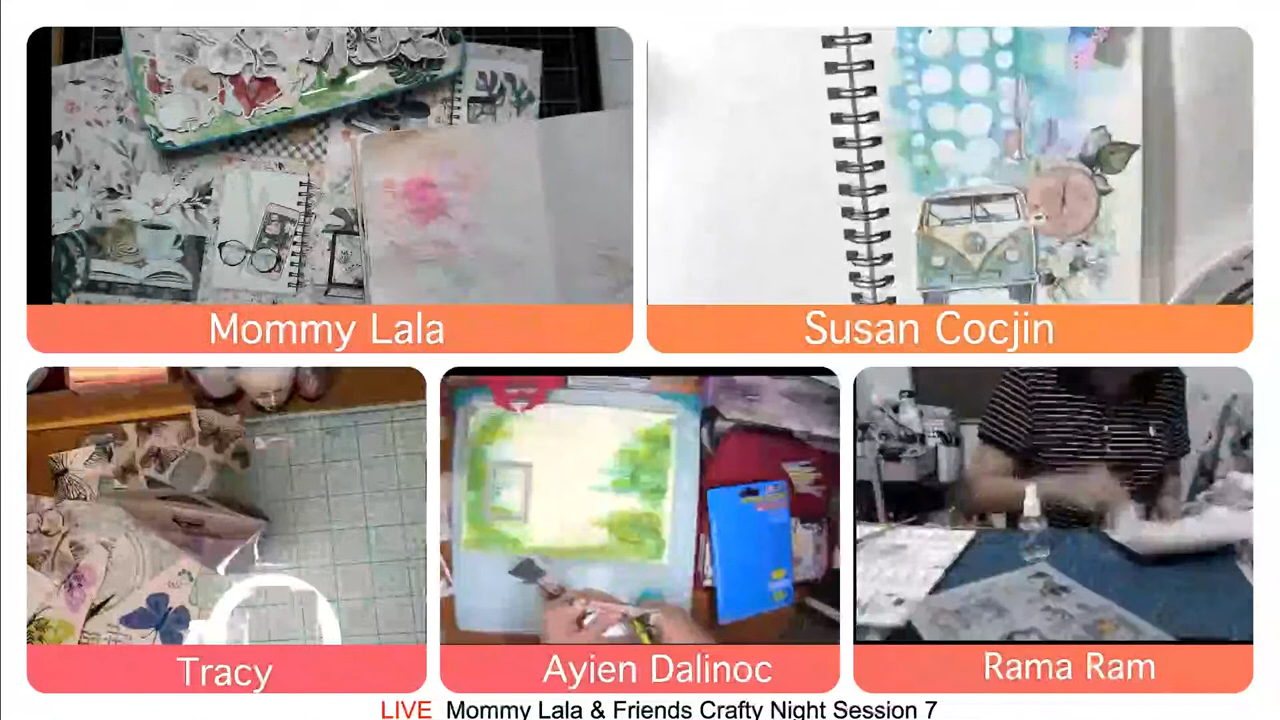 Mommy Lala
Susan Cocjin
Tracy
Ayien Dalinoc
Rama Ram
LIVE Mommy Lala & Friends Crafty Night Session 7